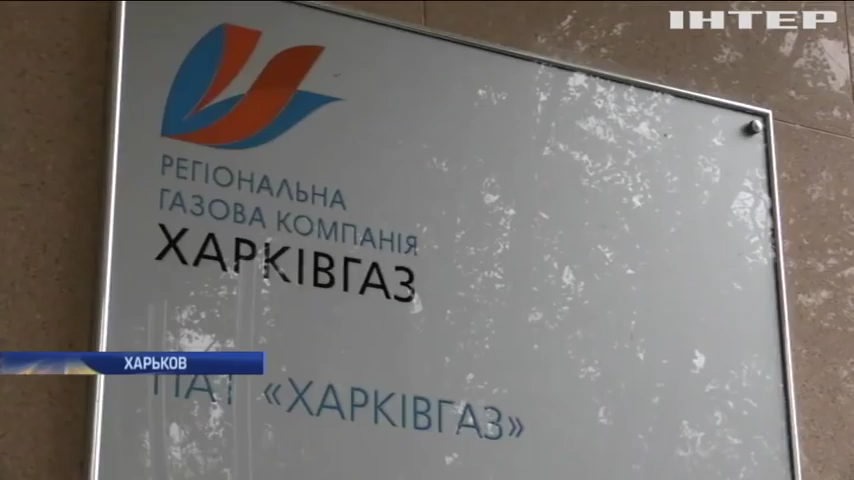 ІНТЕР
РЕГІОНАЛЬНА
ГАЗОВА КОМПАНІЯ
ХАРКІВГАЗ
ХАРЬКОВ
ПАТ «ХАРКІВГАЗ»